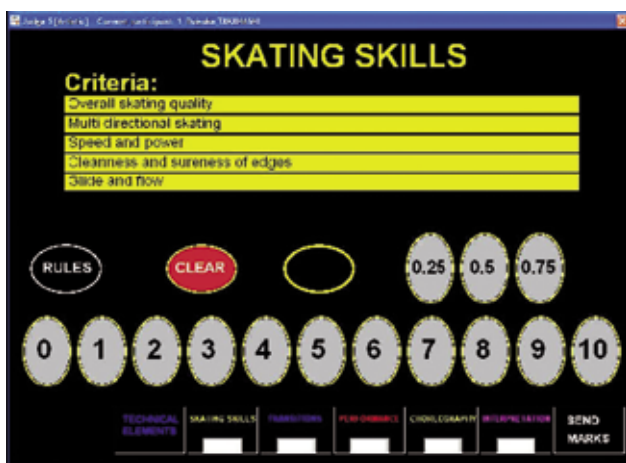 SKATING SKILLS
Criteria:
Overall skating quality
Multi directional skating
Speed and power
Cleanness and sureness of edges
Glide and flow
RULES CLEAR 0.25 0.5 0.75
0 1 2 3 4 5 6 7 8 9 10
TECHNICAL ELEMENTS SKATING SKILLS TRANSITIONS PERFORMANCE CHOREOGRAPHY INTERPRETATION SEND MARKS